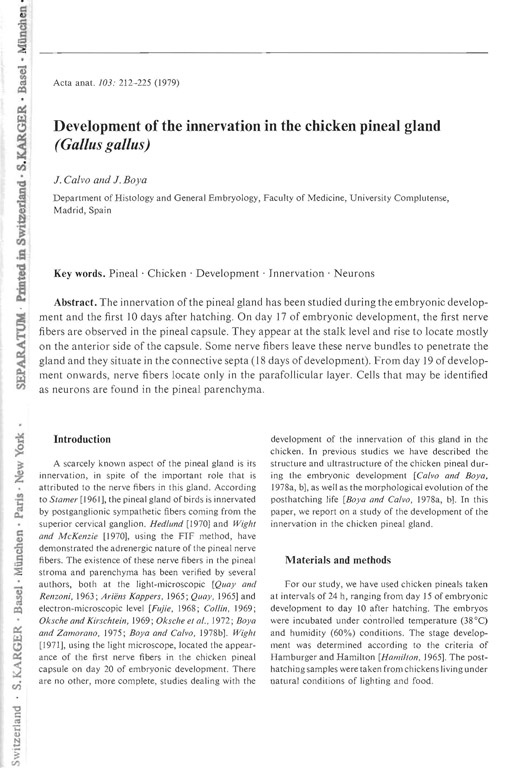 SEPARATUM · Printed in Switzerland · S. KARGER · Basel · München ·
Switzerland · S. KARGER · Basel · München · Paris · New York ·
Acta anat. 103: 212–225 (1979)
Development of the innervation in the chicken pineal gland
(Gallus gallus)
J. Calvo and J. Boya
Department of Histology and General Embryology, Faculty of Medicine, University Complutense,
Madrid, Spain
Key words. Pineal · Chicken · Development · Innervation · Neurons
Abstract. The innervation of the pineal gland has been studied during the embryonic develop-
ment and the first 10 days after hatching. On day 17 of embryonic development, the first nerve
fibers are observed in the pineal capsule. They appear at the stalk level and rise to locate mostly
on the anterior side of the capsule. Some nerve fibers leave these nerve bundles to penetrate the
gland and they situate in the connective septa (18 days of development). From day 19 of develop-
ment onwards, nerve fibers locate only in the parafollicular layer. Cells that may be identified
as neurons are found in the pineal parenchyma.
Introduction
A scarcely known aspect of the pineal gland is its
innervation, in spite of the important role that is
attributed to the nerve fibers in this gland. According
to Stamer [1961], the pineal gland of birds is innervated
by postganglionic sympathetic fibers coming from the
superior cervical ganglion. Hedlund [1970] and Wight
and McKenzie [1970], using the FIF method, have
demonstrated the adrenergic nature of the pineal nerve
fibers. The existence of these nerve fibers in the pineal
stroma and parenchyma has been verified by several
authors, both at the light-microscopic [Quay and
Renzoni, 1963; Ariëns Kappers, 1965; Quay, 1965] and
electron-microscopic level [Fujie, 1968; Collin, 1969;
Oksche and Kirschtein, 1969; Oksche et al., 1972; Boya
and Zamorano, 1975; Boya and Calvo, 1978b]. Wight
[1971], using the light microscope, located the appear-
ance of the first nerve fibers in the chicken pineal
capsule on day 20 of embryonic development. There
are no other, more complete, studies dealing with the
development of the innervation of this gland in the
chicken. In previous studies we have described the
structure and ultrastructure of the chicken pineal dur-
ing the embryonic development [Calvo and Boya,
1978a, b], as well as the morphological evolution of the
posthatching life [Boya and Calvo, 1978a, b]. In this
paper, we report on a study of the development of the
innervation in the chicken pineal gland.
Materials and methods
For our study, we have used chicken pineals taken
at intervals of 24 h, ranging from day 15 of embryonic
development to day 10 after hatching. The embryos
were incubated under controlled temperature (38°C)
and humidity (60%) conditions. The stage develop-
ment was determined according to the criteria of
Hamburger and Hamilton [Hamilton, 1965]. The post-
hatching samples were taken from chickens living under
natural conditions of lighting and food.